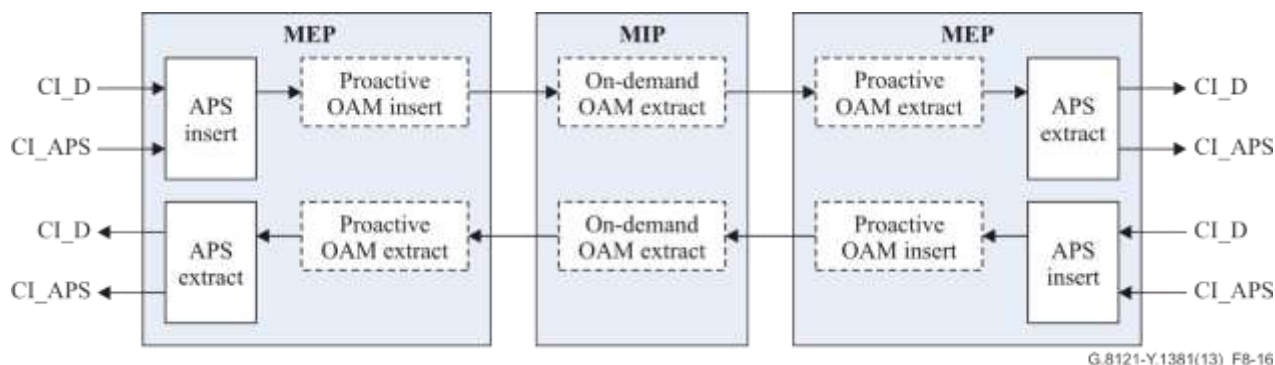 MEP
MIP
MEP
CI_D
CI_APS
APS
insert
Proactive
OAM insert
On-demand
OAM extract
Proactive
OAM extract
APS
extract
CI_D
CI_APS
CI_D
CI_APS
APS
extract
Proactive
OAM extract
On-demand
OAM extract
Proactive
OAM insert
APS
insert
CI_D
CI_APS
G.8121-Y.1381(13)_F8-16